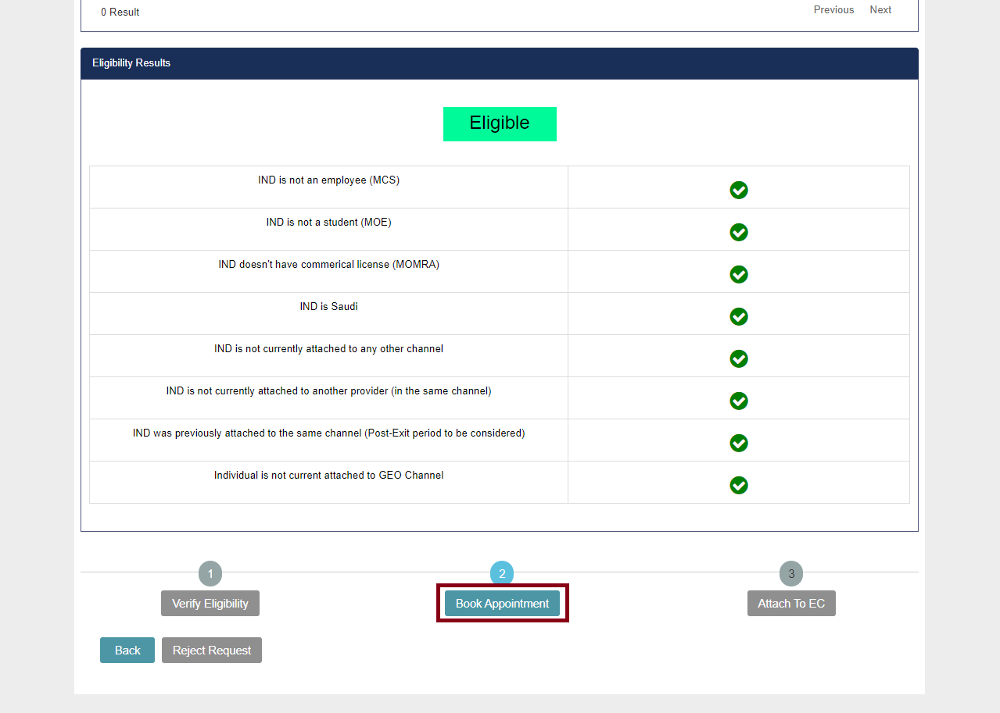 0 Result
Previous Next
Eligibility Results
Eligible
IND is not an employee (MCS)
IND is not a student (MOE)
IND doesn't have commerical license (MOMRA)
IND is Saudi
IND is not currently attached to any other channel
IND is not currently attached to another provider (in the same channel)
IND was previously attached to the same channel (Post-Exit period to be considered)
Individual is not current attached to GEO Channel
1 2 3
Verify Eligibility Book Appointment Attach To EC
Back Reject Request